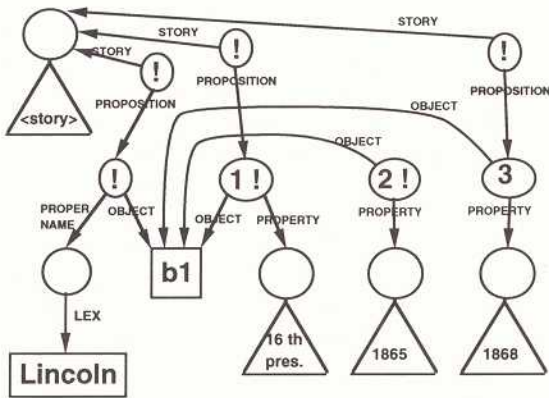 STORY
STORY
!
!
STORY
!
<story>
PROPOSITION
PROPOSITION
PROPOSITION
OBJECT
OBJECT
!
1 !
2 !
3
PROPER
NAME
OBJECT
OBJECT
PROPERTY
PROPERTY
PROPERTY
b1
LEX
16 th
pres.
1865
1868
Lincoln